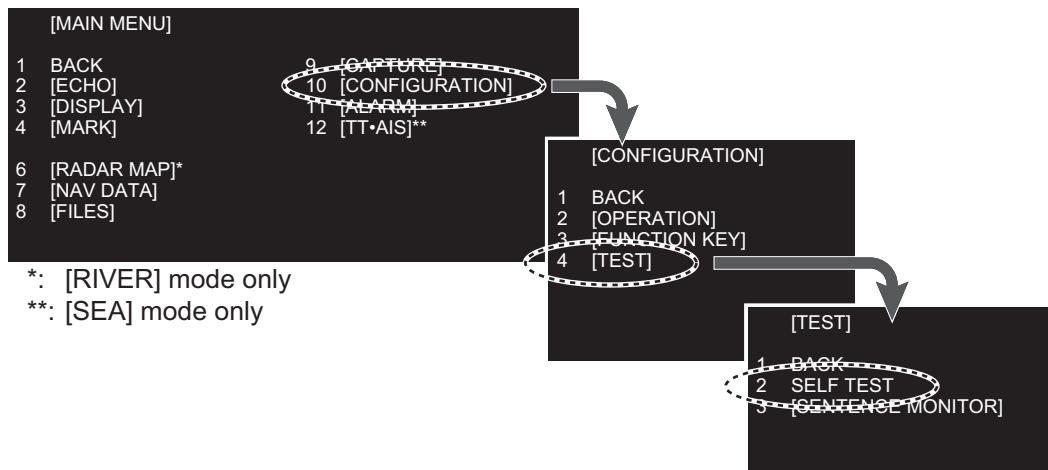 [MAIN MENU]
1 BACK
2 [ECHO]
3 [DISPLAY]
4 [MARK]
6 [RADAR MAP]*
7 [NAV DATA]
8 [FILES]
9 [CAPTURE]
10 [CONFIGURATION]
11 [ALARM]
12 [TT•AIS]**
*: [RIVER] mode only
**: [SEA] mode only
[CONFIGURATION]
1 BACK
2 [OPERATION]
3 [FUNCTION KEY]
4 [TEST]
[TEST]
1 BACK
2 SELF TEST
3 [SENTENCE MONITOR]